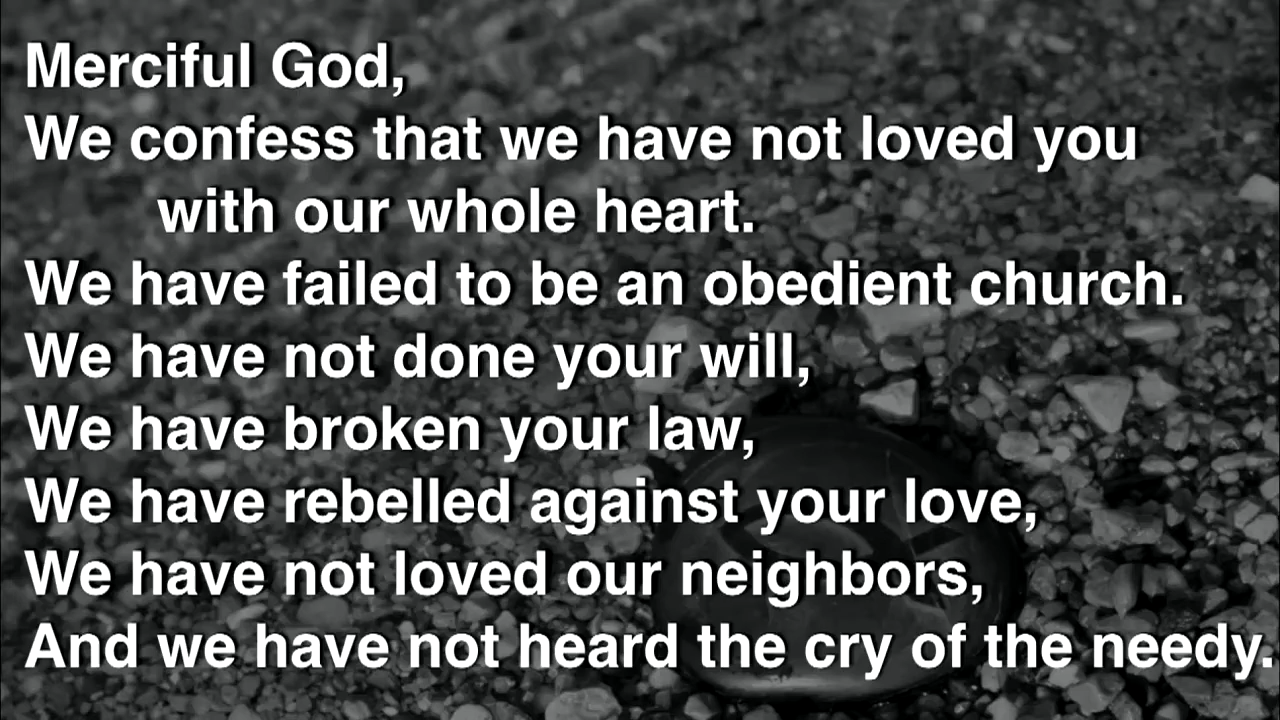 Merciful God,
We confess that we have not loved you
with our whole heart.
We have failed to be an obedient church.
We have not done your will,
We have broken your law,
We have rebelled against your love,
We have not loved our neighbors,
And we have not heard the cry of the needy.